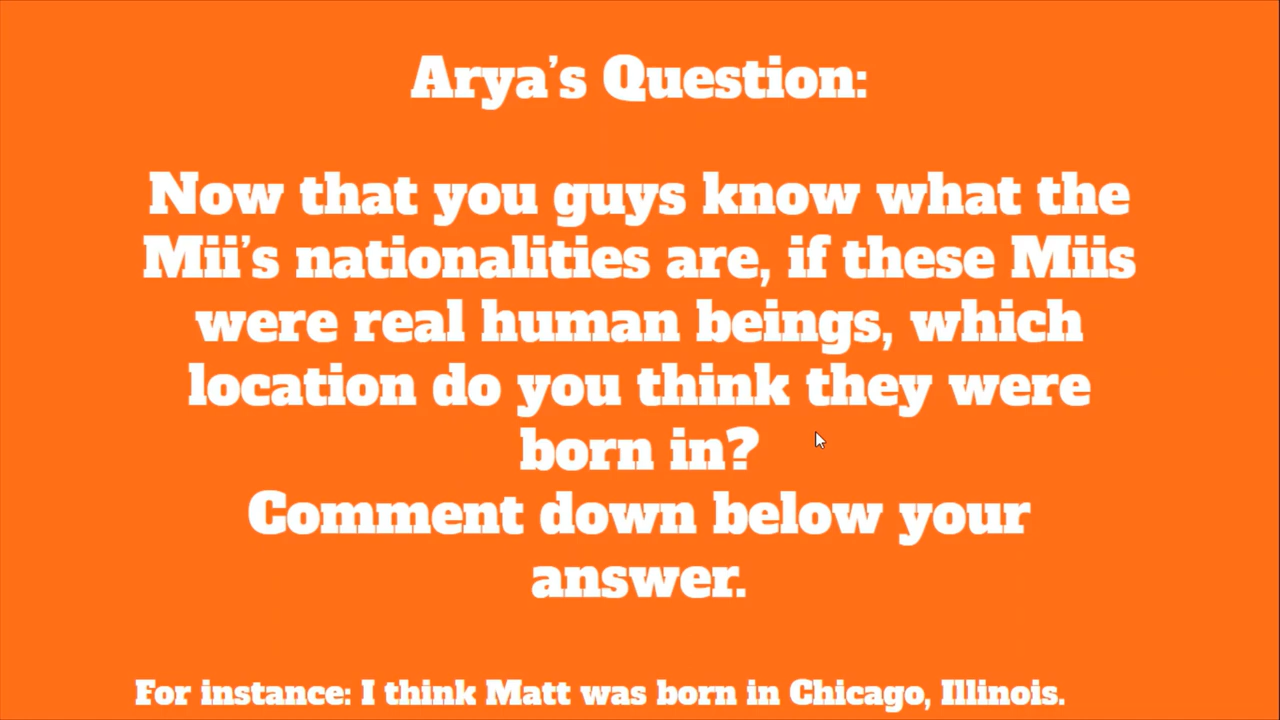 Arya’s Question:
Now that you guys know what the
Mii’s nationalities are, if these Miis
were real human beings, which
location do you think they were
born in?
Comment down below your
answer.
For instance: I think Matt was born in Chicago, Illinois.